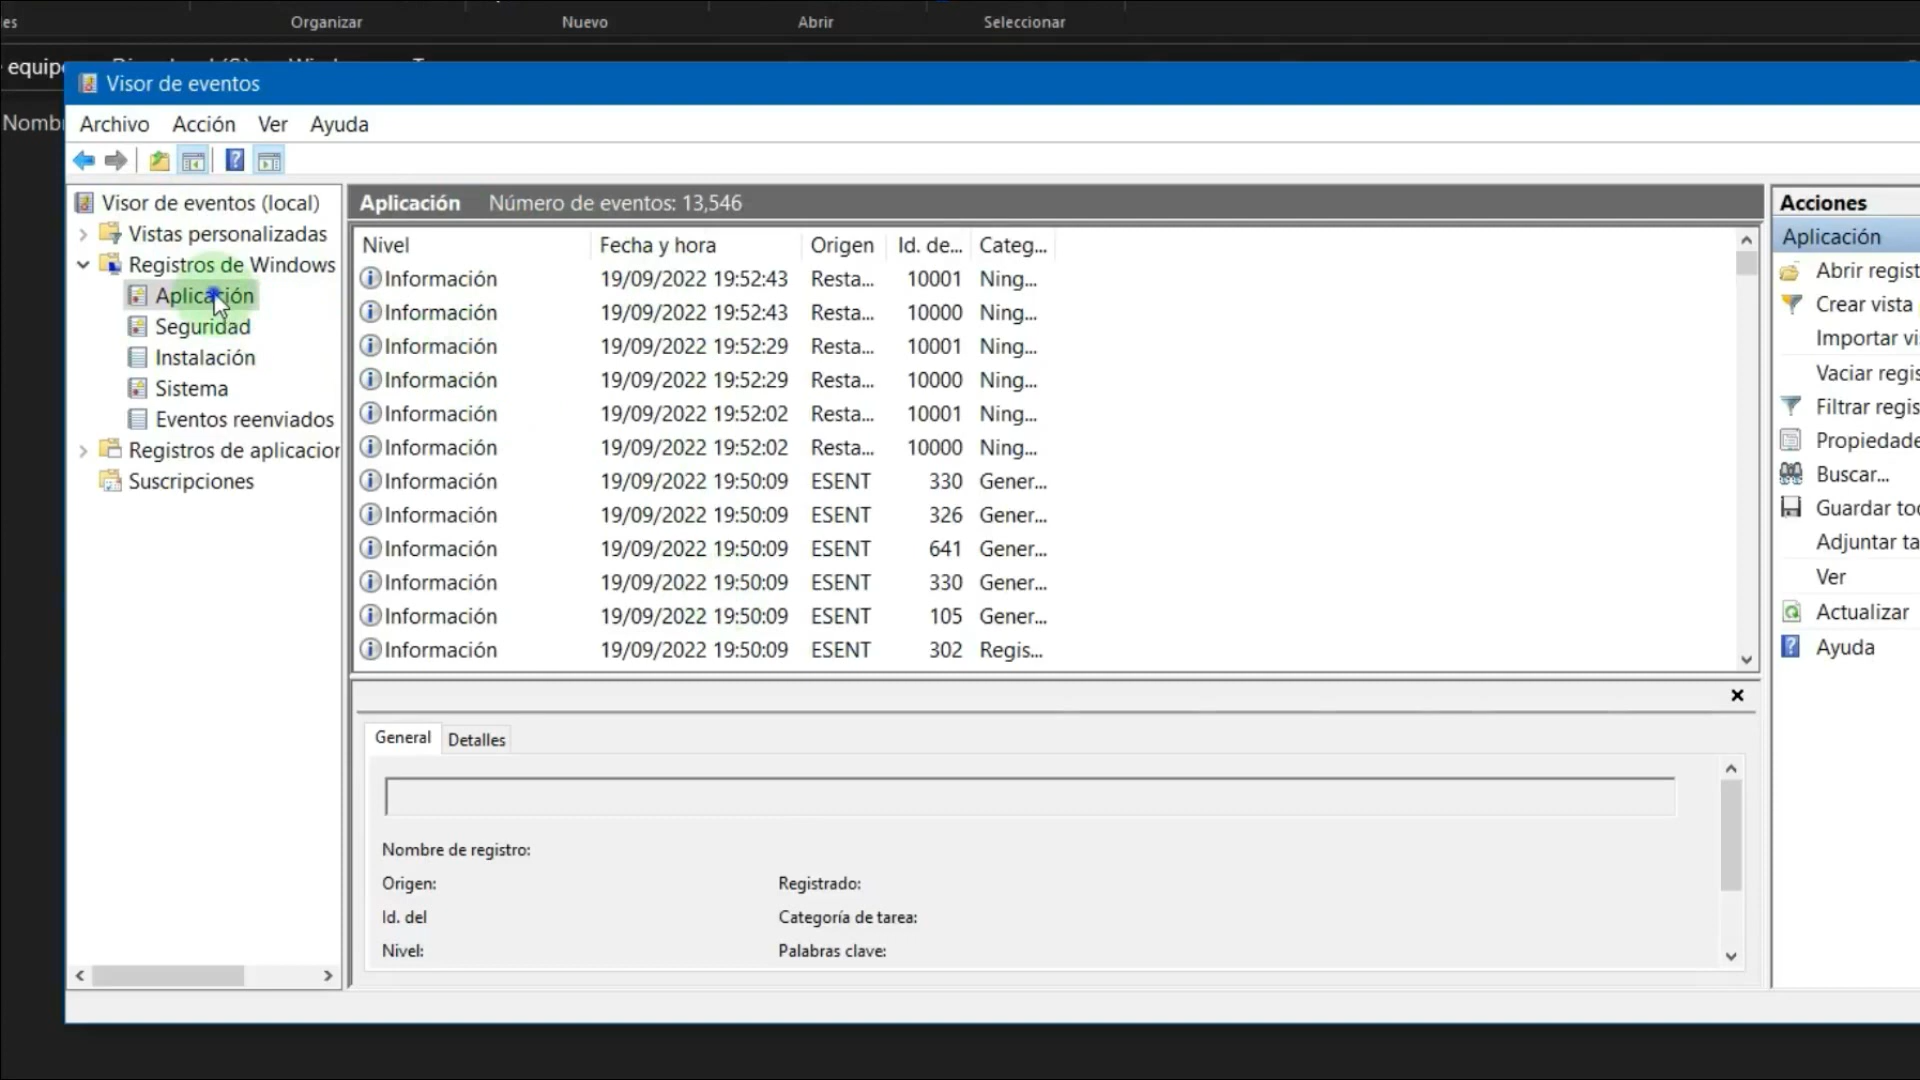 es
Organizar
Nuevo
Abrir
Seleccionar
equipo
Nomb
Visor de eventos
Archivo Acción Ver Ayuda
Visor de eventos (local)
Vistas personalizadas
Registros de Windows
Aplicación
Seguridad
Instalación
Sistema
Eventos reenviados
Registros de aplicacior
Suscripciones
Aplicación Número de eventos: 13,546
Nivel Fecha y hora Origen Id. de... Categ...
Información 19/09/2022 19:52:43 Resta... 10001 Ning...
Información 19/09/2022 19:52:43 Resta... 10000 Ning...
Información 19/09/2022 19:52:29 Resta... 10001 Ning...
Información 19/09/2022 19:52:29 Resta... 10000 Ning...
Información 19/09/2022 19:52:02 Resta... 10001 Ning...
Información 19/09/2022 19:52:02 Resta... 10000 Ning...
Información 19/09/2022 19:50:09 ESENT 330 Gener...
Información 19/09/2022 19:50:09 ESENT 326 Gener...
Información 19/09/2022 19:50:09 ESENT 641 Gener...
Información 19/09/2022 19:50:09 ESENT 330 Gener...
Información 19/09/2022 19:50:09 ESENT 105 Gener...
Información 19/09/2022 19:50:09 ESENT 302 Regis...
General Detalles
Nombre de registro:
Origen: Registrado:
Id. del Categoría de tarea:
Nivel: Palabras clave:
Acciones
Aplicación
Abrir regist
Crear vista
Importar vis
Vaciar regis
Filtrar regis
Propiedade
Buscar...
Guardar tod
Adjuntar ta
Ver
Actualizar
Ayuda